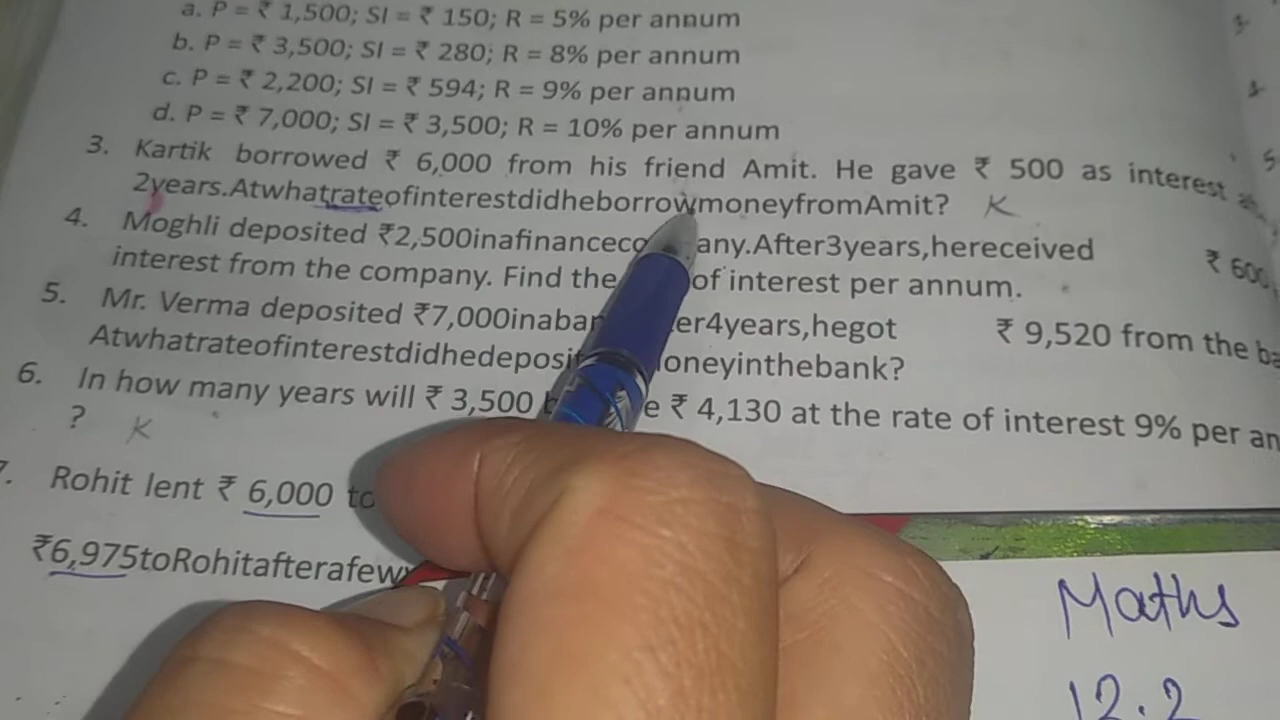 a. P = ₹ 1,500; SI = ₹ 150; R = 5% per annum
b. P = ₹ 3,500; SI = ₹ 280; R = 8% per annum
c. P = ₹ 2,200; SI = ₹ 594; R = 9% per annum
d. P = ₹ 7,000; SI = ₹ 3,500; R = 10% per annum
3. Kartik borrowed ₹ 6,000 from his friend Amit. He gave ₹ 500 as interest
2years.AtwhatrateofinterestdidheborrowmoneyfromAmit? K
4. Moghli deposited ₹2,500inafinanceco any.After3years,hereceived ₹ 600
interest from the company. Find the of interest per annum.
5. Mr. Verma deposited ₹7,000inaban er4years,hegot ₹ 9,520 from the
Atwhatrateofinterestdidhedeposit oneyinthebank?
6. In how many years will ₹ 3,500 e ₹ 4,130 at the rate of interest 9% per an
? K
7. Rohit lent ₹ 6,000 to
₹6,975toRohitafterafew
Maths
12.2